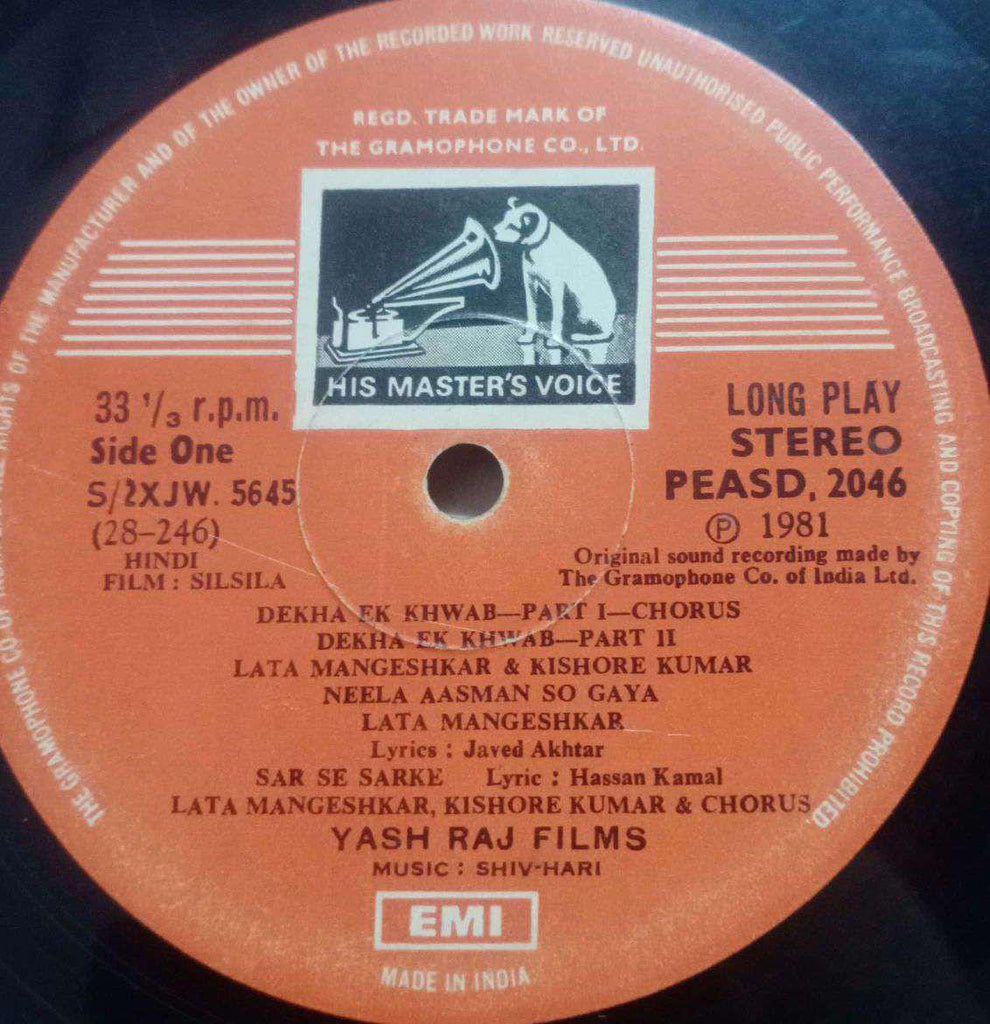 THE GRAMOPHONE CO OF
RIGHTS OF THE MANUFACTURER AND OF THE OWNER OF THE RECORDED WORK RESERVED UNAUTHORISED PUBLIC PERFORMANCE BROADCASTING AND COPYING OF THIS RECORD PROHIBITED
REGD. TRADE MARK OF
THE GRAMOPHONE CO., LTD.
HIS MASTER'S VOICE
33 1/3 r.p.m.
Side One
S/2XJW. 5645
(28-246)
HINDI
FILM : SILSILA
LONG PLAY
STEREO
PEASD, 2046
Ⓟ 1981
Original sound recording made by
The Gramophone Co. of India Ltd.
DEKHA EK KHWAB—PART I—CHORUS
DEKHA EK KHWAB—PART II
LATA MANGESHKAR & KISHORE KUMAR
NEELA AASMAN SO GAYA
LATA MANGESHKAR
Lyrics : Javed Akhtar
SAR SE SARKE Lyric : Hassan Kamal
LATA MANGESHKAR, KISHORE KUMAR & CHORUS
YASH RAJ FILMS
MUSIC : SHIV-HARI
EMI
MADE IN INDIA